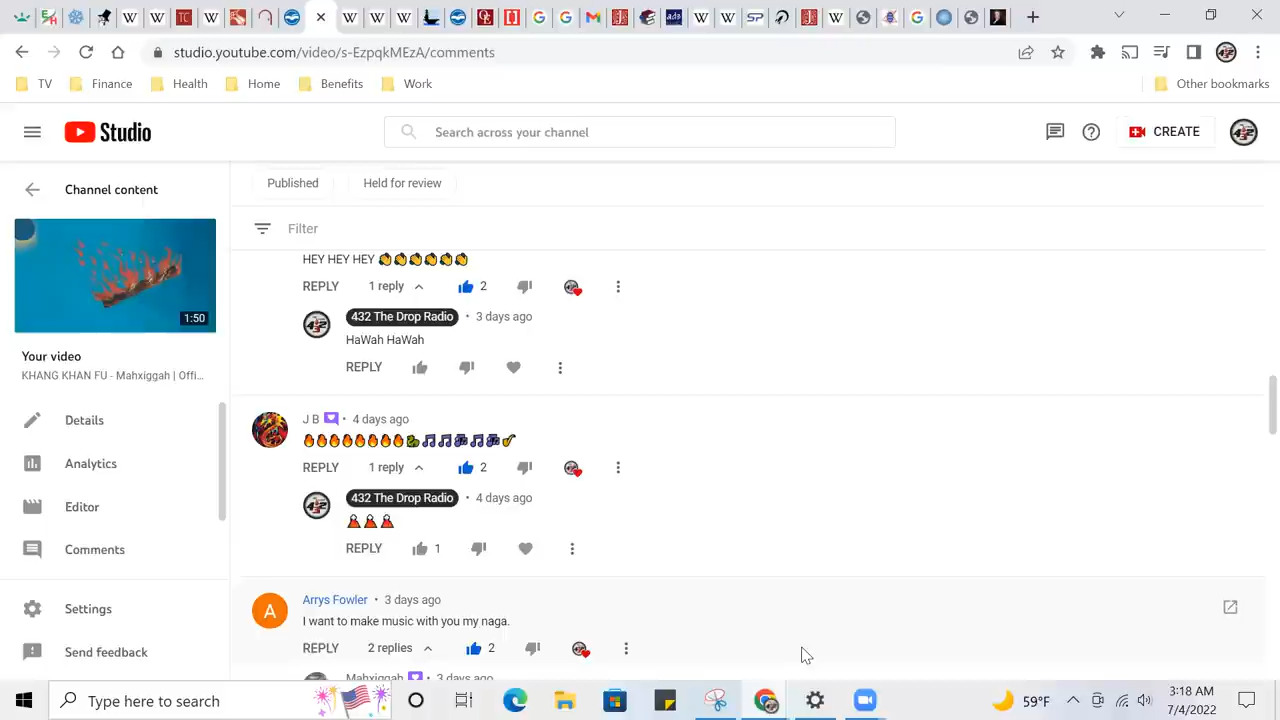 studio.youtube.com/video/s-EzpqkMEzA/comments
TV Finance Health Home Benefits Work Other bookmarks
Studio
Search across your channel
CREATE
Channel content
Published Held for review
Filter
1:50
Your video
KHANG KHAN FU - Mahxiggah | Offi...
Details
Analytics
Editor
Comments
Settings
Send feedback
HEY HEY HEY 👏👏👏👏👏👏
REPLY 1 reply 2
432 The Drop Radio • 3 days ago
HaWah HaWah
REPLY
J B • 4 days ago
REPLY 1 reply 2
432 The Drop Radio • 4 days ago
REPLY 1
A
Arrys Fowler • 3 days ago
I want to make music with you my naga.
REPLY 2 replies 2
Mahxiggah 3 days ago
Type here to search
59°F
3:18 AM
7/4/2022